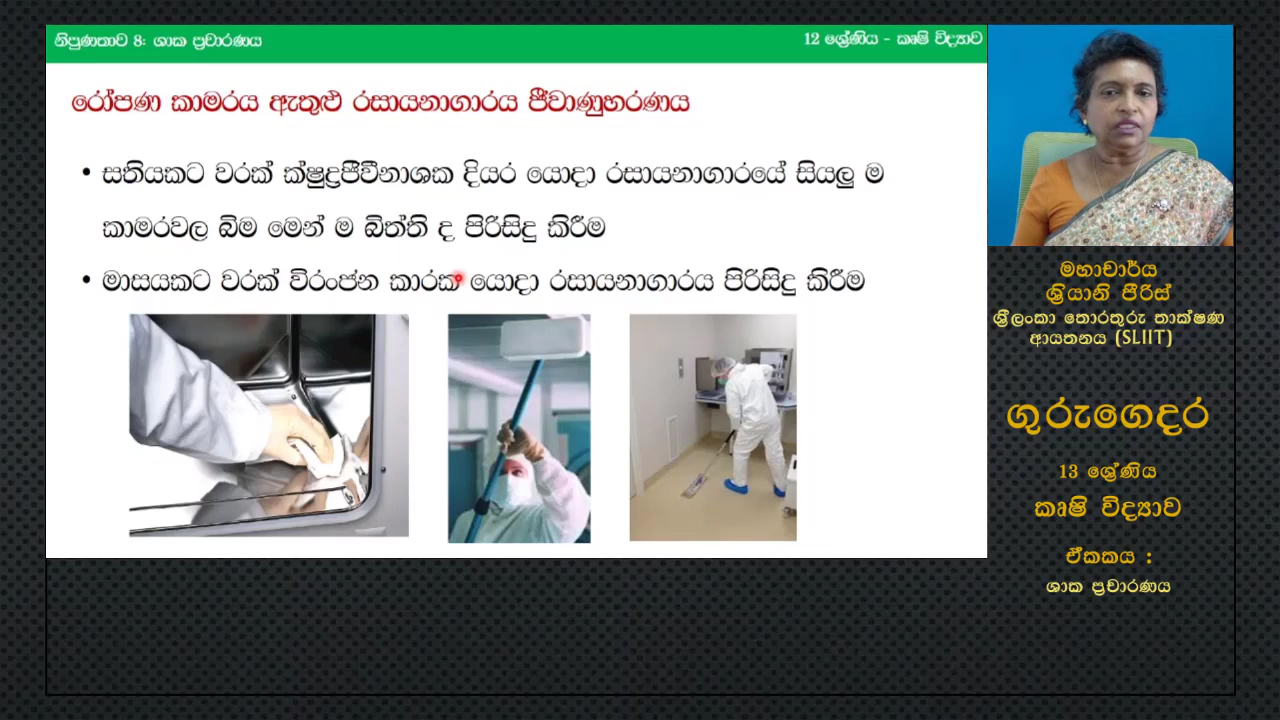 නිපුණතාව 8: ශාක ප්‍රචාරණය
12 ශ්‍රේණිය - කෘෂි විද්‍යාව
රෝපණ කාමරය ඇතුළු රසායනාගාරය ජීවාණුහරණය
• සතියකට වරක් ක්ෂුද්‍රජීවීනාශක දියර යොදා රසායනාගාරයේ සියලු ම
කාමරවල බිම මෙන් ම බිත්ති ද පිරිසිදු කිරීම
• මාසයකට වරක් විරංජන කාරක යොදා රසායනාගාරය පිරිසිදු කිරීම
මහාචාර්ය
ශ්‍රියානි පීරිස්
ශ්‍රී ලංකා තොරතුරු තාක්ෂණ
ආයතනය (SLIIT)
ගුරුගෙදර
13 ශ්‍රේණිය
කෘෂි විද්‍යාව
ඒකකය :
ශාක ප්‍රචාරණය